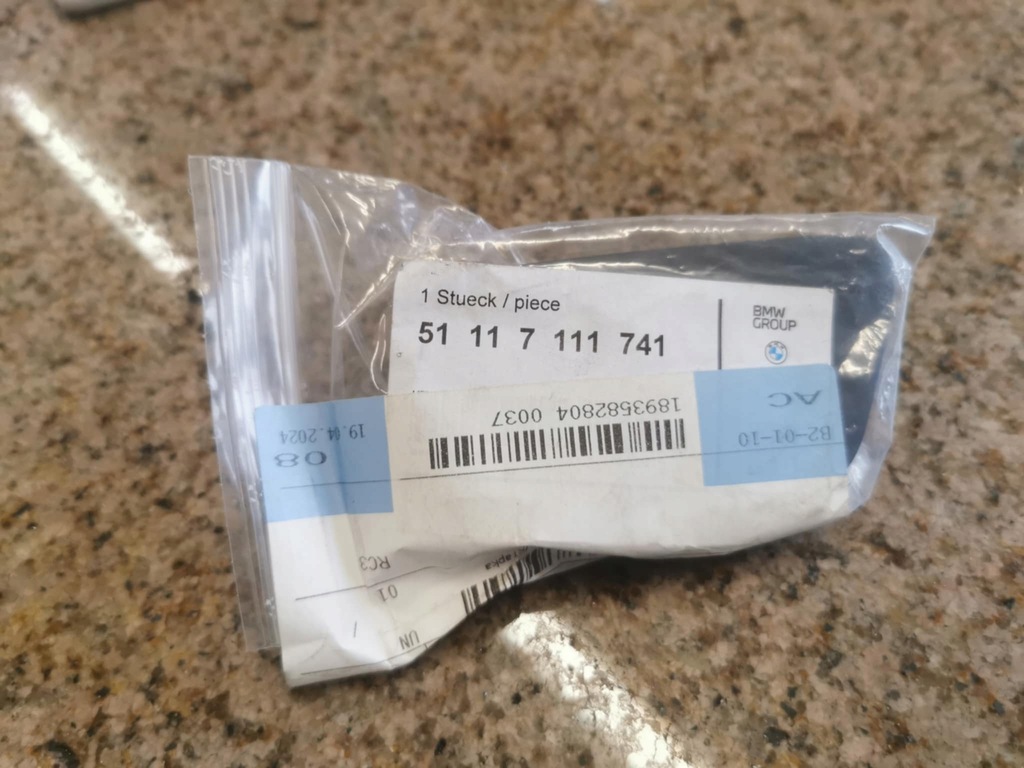 1 Stueck / piece
51 11 7 111 741
BMW
GROUP
AC
B2-01-10
1893582804 0037
19.04.2024
08
RC3
01
UN